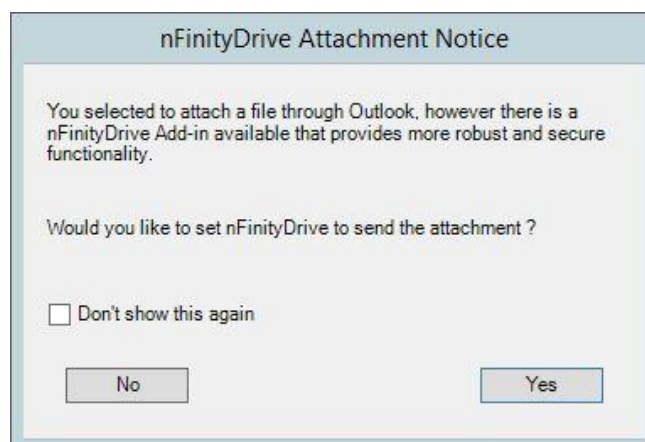 nFinityDrive Attachment Notice
You selected to attach a file through Outlook, however there is a
nFinityDrive Add-in available that provides more robust and secure
functionality.
Would you like to set nFinityDrive to send the attachment ?
Don't show this again
No
Yes